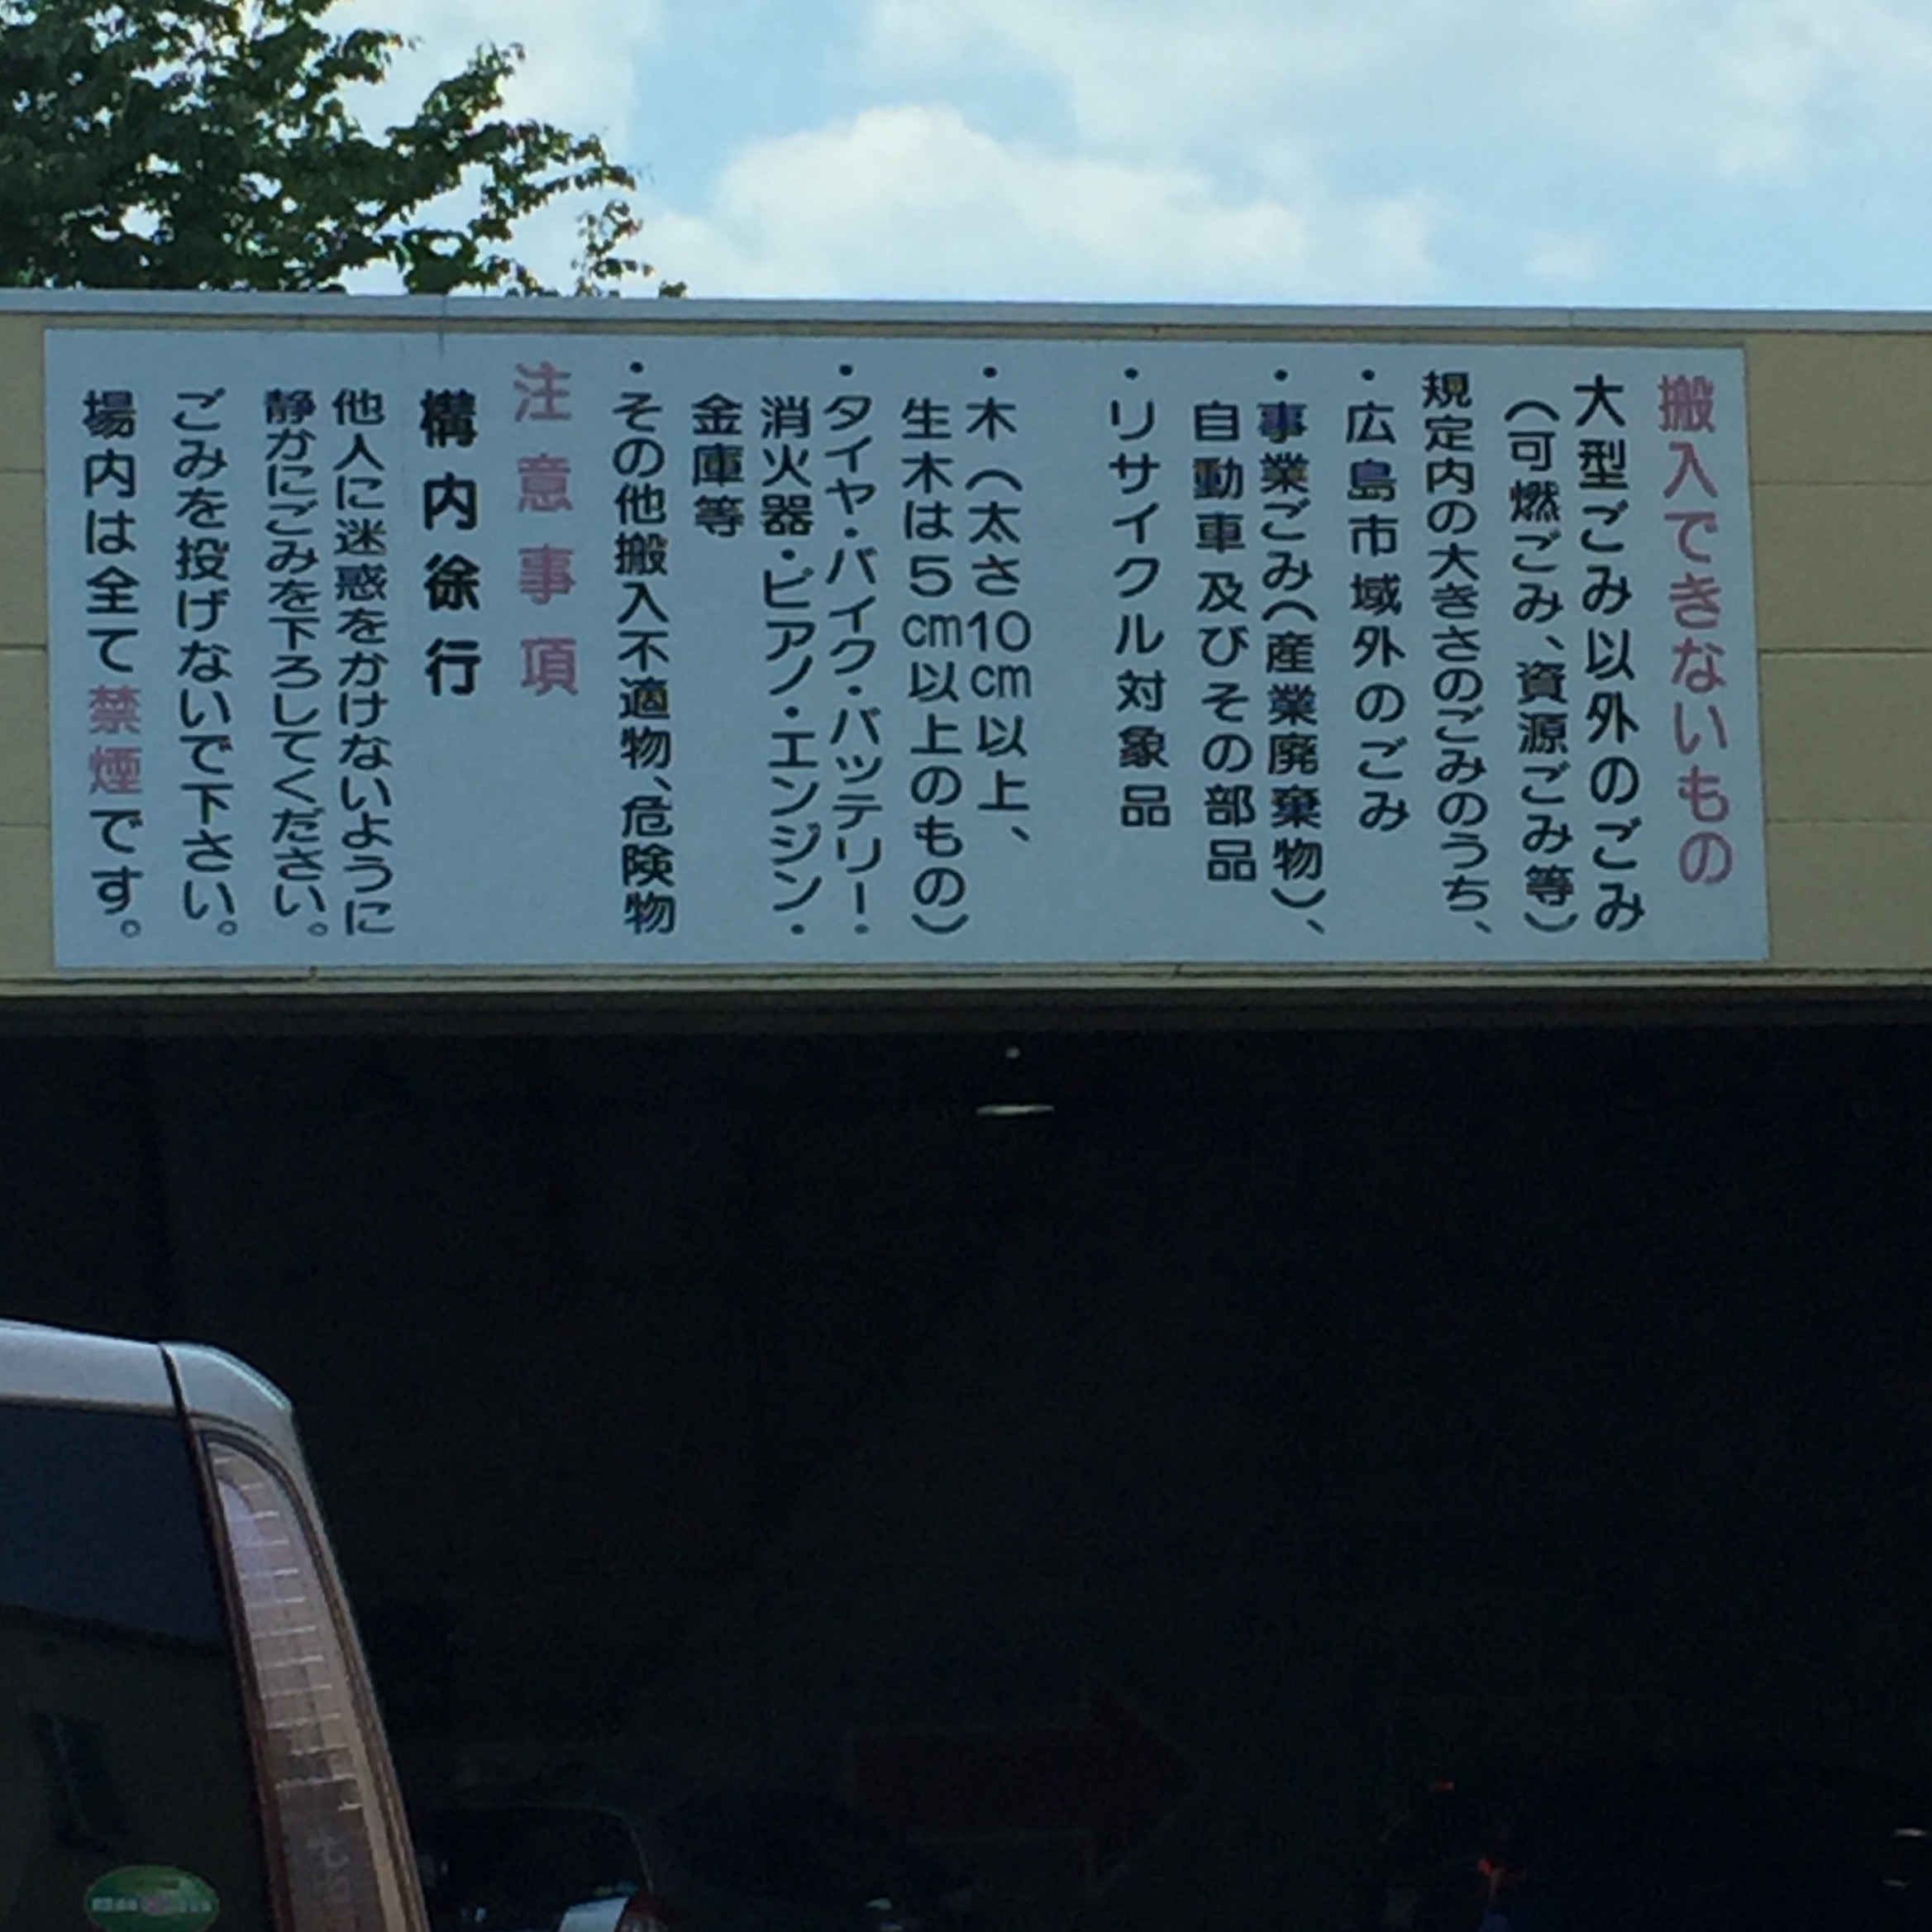 搬入できないもの
大型ごみ以外のごみ
（可燃ごみ、資源ごみ等）
規定内の大きさのごみのうち、
・広島市域外のごみ
・事業ごみ（産業廃棄物）、
自動車及びその部品
・リサイクル対象品
・木（太さ10cm以上、
生木は5cm以上のもの）
・タイヤ・バイク・バッテリー・
消火器・ピアノ・エンジン・
金庫等
・その他搬入不適物、危険物
注意事項
構内徐行
他人に迷惑をかけないように
静かにごみを下ろしてください。
ごみを投げないで下さい。
場内は全て禁煙です。